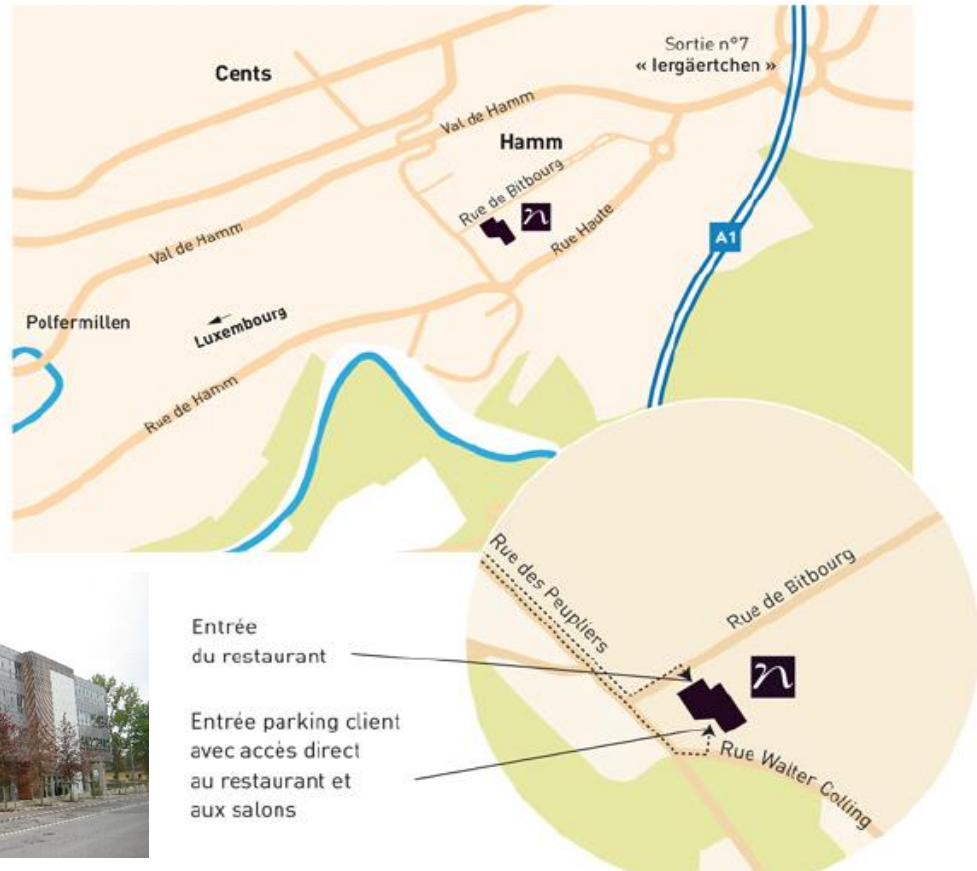 Sortie n°7
« Iergäertchen »
Cents
Val de Hamm
Hamm
Rue de Bitbourg
Rue Haute
A1
Val de Hamm
Polfermillen
Luxembourg
Rue de Hamm
Rue des Peupliers
Rue de Bitbourg
Entrée
du restaurant
n
n
Entrée parking client
avec accès direct
au restaurant et
aux salons
Rue Walter Colling